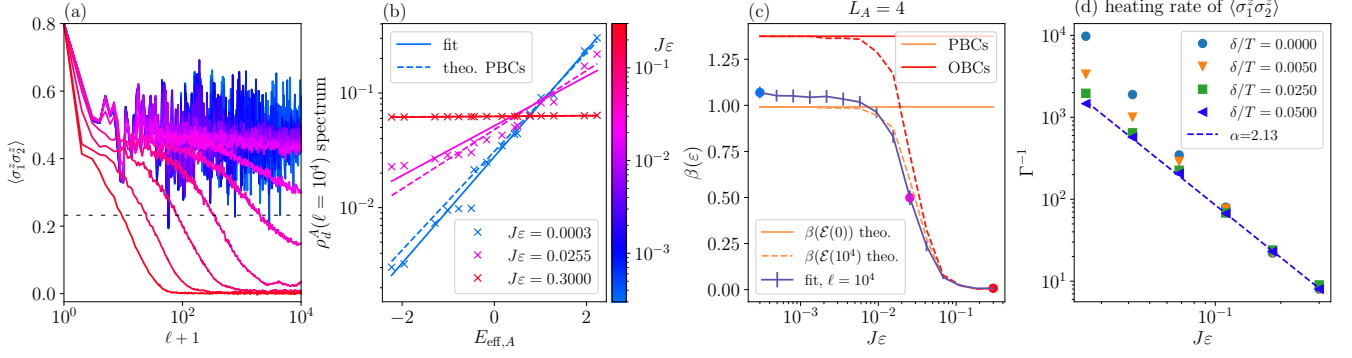 (a)
⟨σ₁ᶻσ₂ᶻ⟩
0.8
0.6
0.4
0.2
0.0
10⁰
10²
10⁴
ℓ + 1
(b)
ρ_d^A(ℓ = 10⁴) spectrum
10⁻¹
10⁻²
fit
theo. PBCs
Jε = 0.0003
Jε = 0.0255
Jε = 0.3000
−2
0
2
E_eff,A
Jε
10⁻¹
10⁻²
10⁻³
(c)
L_A = 4
β(ε)
1.25
1.00
0.75
0.50
0.25
0.00
PBCs
OBCs
β(ℰ(0)) theo.
β(ℰ(10⁴) theo.
fit, ℓ = 10⁴
10⁻³
10⁻²
10⁻¹
Jε
(d) heating rate of ⟨σ₁ᶻσ₂ᶻ⟩
Γ⁻¹
10⁴
10³
10²
10¹
δ/T = 0.0000
δ/T = 0.0050
δ/T = 0.0250
δ/T = 0.0500
α=2.13
10⁻¹
Jε